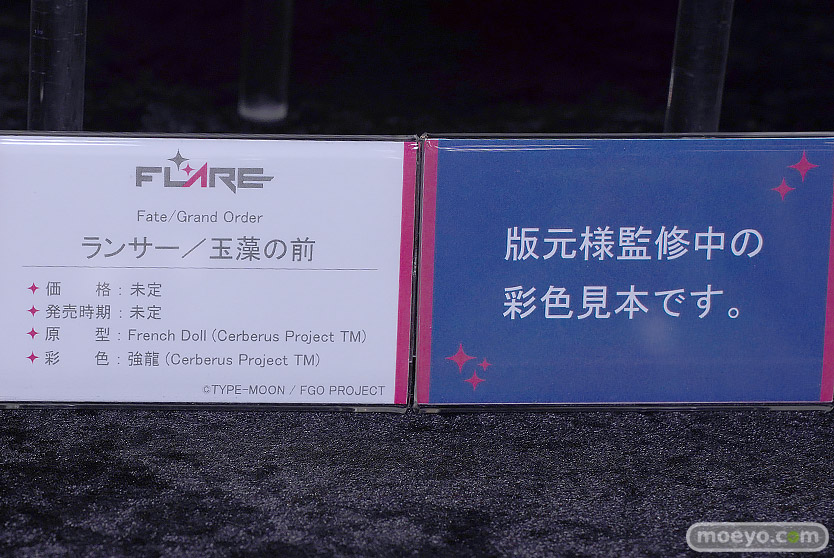 FLARE
Fate/Grand Order
ランサー／玉藻の前
価　　格：未定
発売時期：未定
原　　型：French Doll (Cerberus Project TM)
彩　　色：強龍 (Cerberus Project TM)
©TYPE-MOON / FGO PROJECT
版元様監修中の
彩色見本です。
moeyo.com